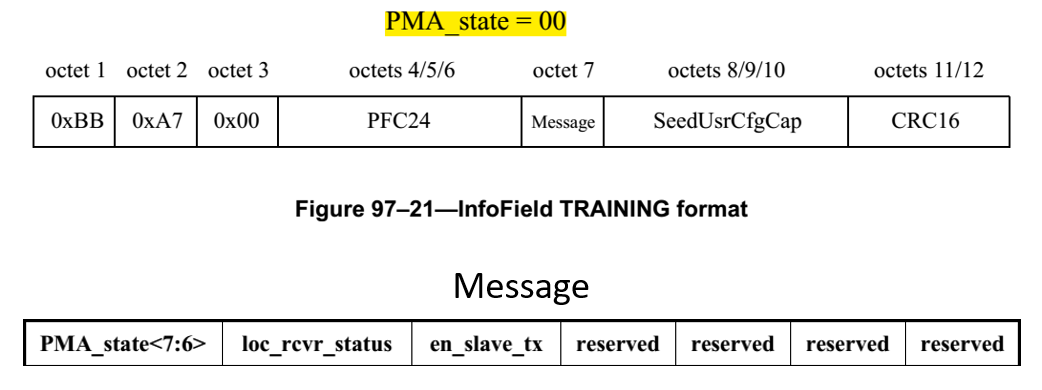 PMA_state = 00
octet 1 octet 2 octet 3 octets 4/5/6 octet 7 octets 8/9/10 octets 11/12
0xBB 0xA7 0x00 PFC24 Message SeedUsrCfgCap CRC16
Figure 97–21—InfoField TRAINING format
Message
PMA_state<7:6> loc_rcvr_status en_slave_tx reserved reserved reserved reserved